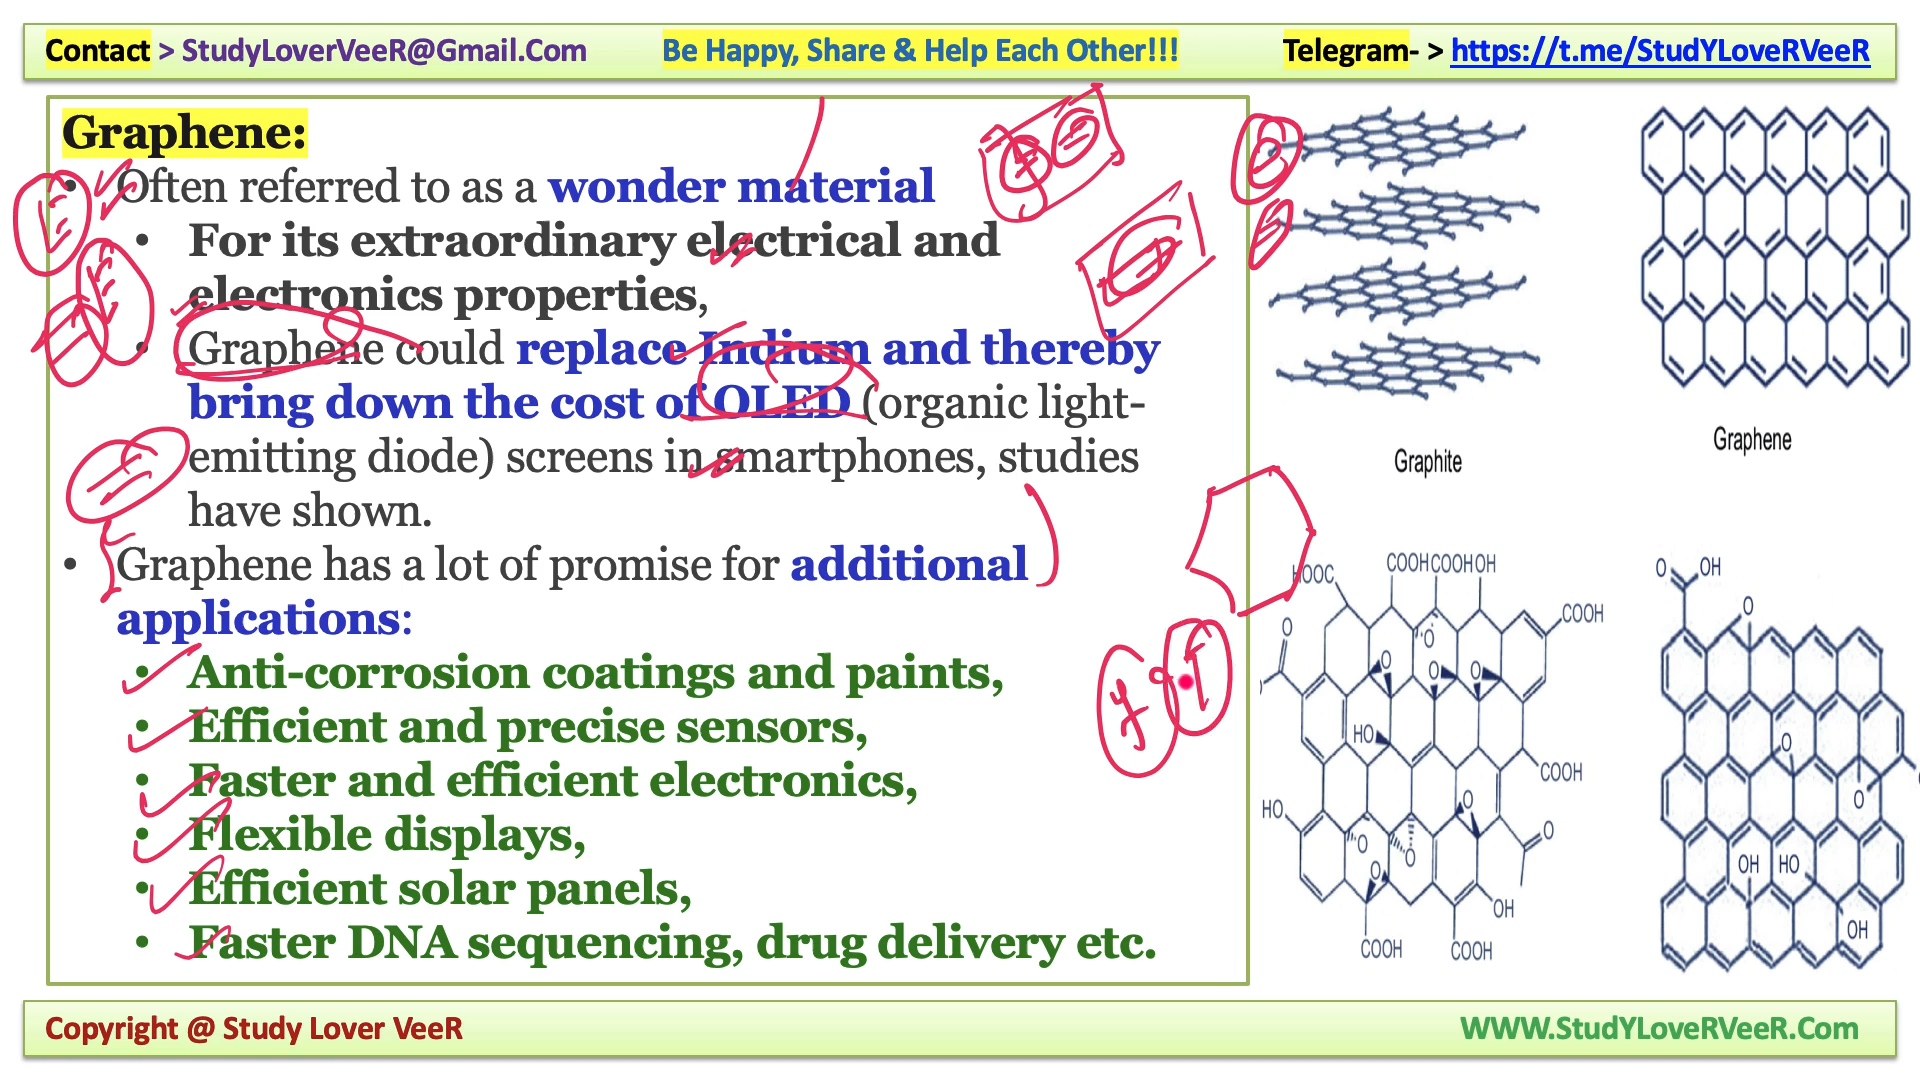 Contact > StudyLoverVeeR@Gmail.Com Be Happy, Share & Help Each Other!!! Telegram- > https://t.me/StudYLoveRVeeR
Graphene:
• Often referred to as a wonder material
• For its extraordinary electrical and
electronics properties,
• Graphene could replace Indium and thereby
bring down the cost of OLED (organic light-
emitting diode) screens in smartphones, studies
have shown.
• Graphene has a lot of promise for additional
applications:
• Anti-corrosion coatings and paints,
• Efficient and precise sensors,
• Faster and efficient electronics,
• Flexible displays,
• Efficient solar panels,
• Faster DNA sequencing, drug delivery etc.
Graphite
Graphene
HOOC COOH COOH OH
COOH
O
O
O
O
O
HO
COOH
HO
O
O
O
O
O
OH
COOH
COOH
O OH
O
O
O
OH HO
OH
Copyright @ Study Lover VeeR
WWW.StudYLoveRVeeR.Com